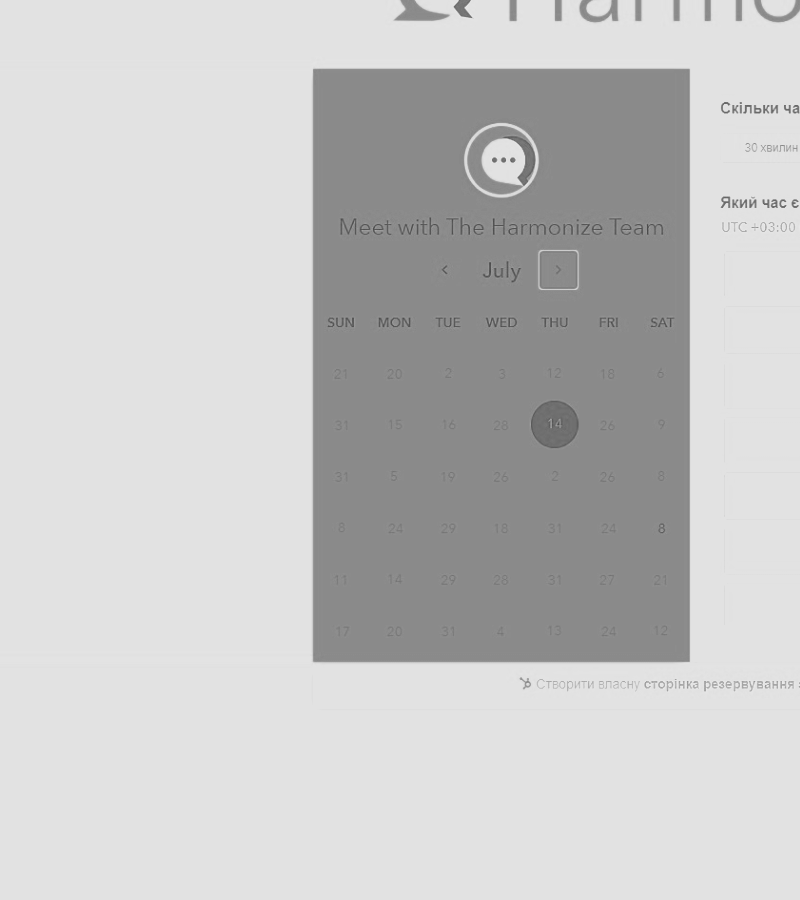 Harmo
Скільки ча
30 хвилин
Meet with The Harmonize Team
Який час є
UTC +03:00
July
SUN MON TUE WED THU FRI SAT
21 20 2 3 12 18 6
31 15 16 28 14 26 9
31 5 19 26 2 26 8
8 24 29 18 31 24 8
11 14 29 28 31 27 21
17 20 31 4 13 24 12
Створити власну сторінка резервування а